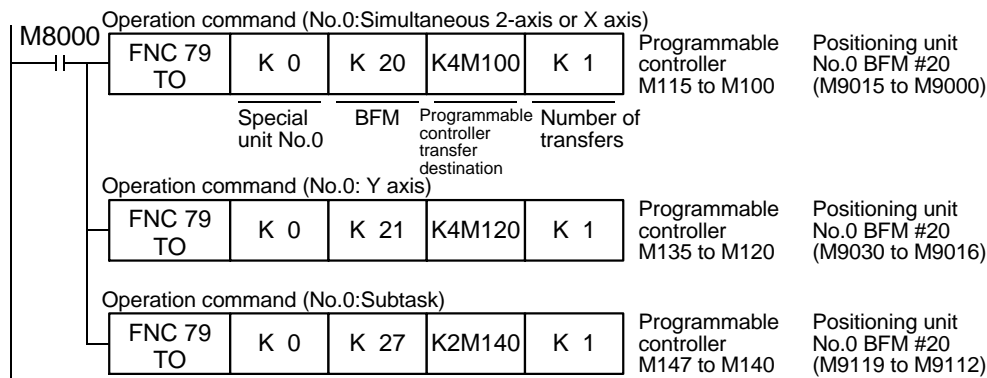 Operation command (No.0:Simultaneous 2-axis or X axis)
M8000
FNC 79
TO
K 0
K 20
K4M100
K 1
Programmable
controller
M115 to M100
Positioning unit
No.0 BFM #20
(M9015 to M9000)
Special
unit No.0
BFM
Programmable
controller
transfer
destination
Number of
transfers
Operation command (No.0: Y axis)
FNC 79
TO
K 0
K 21
K4M120
K 1
Programmable
controller
M135 to M120
Positioning unit
No.0 BFM #20
(M9030 to M9016)
Operation command (No.0:Subtask)
FNC 79
TO
K 0
K 27
K2M140
K 1
Programmable
controller
M147 to M140
Positioning unit
No.0 BFM #20
(M9119 to M9112)